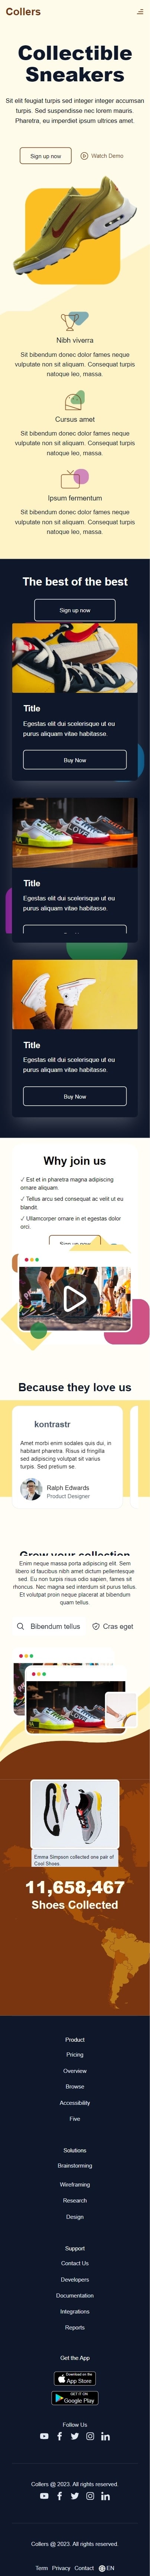 Collers
Collectible
Sneakers
Sit elit feugiat turpis sed integer integer accumsan
turpis. Sed suspendisse nec lorem mauris.
Pharetra, eu imperdiet ipsum ultrices amet.
Sign up now
Watch Demo
Nibh viverra
Sit bibendum donec dolor fames neque
vulputate non sit aliquam. Consequat turpis
natoque leo, massa.
Cursus amet
Sit bibendum donec dolor fames neque
vulputate non sit aliquam. Consequat turpis
natoque leo, massa.
Ipsum fermentum
Sit bibendum donec dolor fames neque
vulputate non sit aliquam. Consequat turpis
natoque leo, massa.
The best of the best
Sign up now
Title
Egestas elit dui scelerisque ut eu
purus aliquam vitae habitasse.
Buy Now
Title
Egestas elit dui scelerisque ut eu
purus aliquam vitae habitasse.
Title
Egestas elit dui scelerisque ut eu
purus aliquam vitae habitasse.
Buy Now
Why join us
✓ Est et in pharetra magna adipiscing
ornare aliquam.
✓ Tellus arcu sed consequat ac velit ut eu
blandit.
✓ Ullamcorper ornare in et egestas dolor
orci.
Sign up now
Because they love us
kontrastr
Amet morbi enim sodales quis dui, in
habitant pharetra. Risus id fringilla
sed adipiscing volutpat sit varius
turpis. Sed pretium se.
Ralph Edwards
Product Designer
Grow your collection
Enim neque massa porta adipiscing elit. Sem
libero id faucibus nibh amet dictum pellentesque
sed. Eu non turpis risus odio sapien, fames sit
rhoncus. Nec magna sed interdum sit purus tellus.
Et volutpat proin neque placerat at bibendum
quam tellus.
Bibendum tellus
Cras eget
Emma Simpson collected one pair of
Cool Shoes
11,658,467
Shoes Collected
Product
Pricing
Overview
Browse
Accessibility
Five
Solutions
Brainstorming
Wireframing
Research
Design
Support
Contact Us
Developers
Documentation
Integrations
Reports
Get the App
Download on the
App Store
GET IT ON
Google Play
Follow Us
Collers @ 2023. All rights reserved.
Collers @ 2023. All rights reserved.
Term Privacy Contact EN